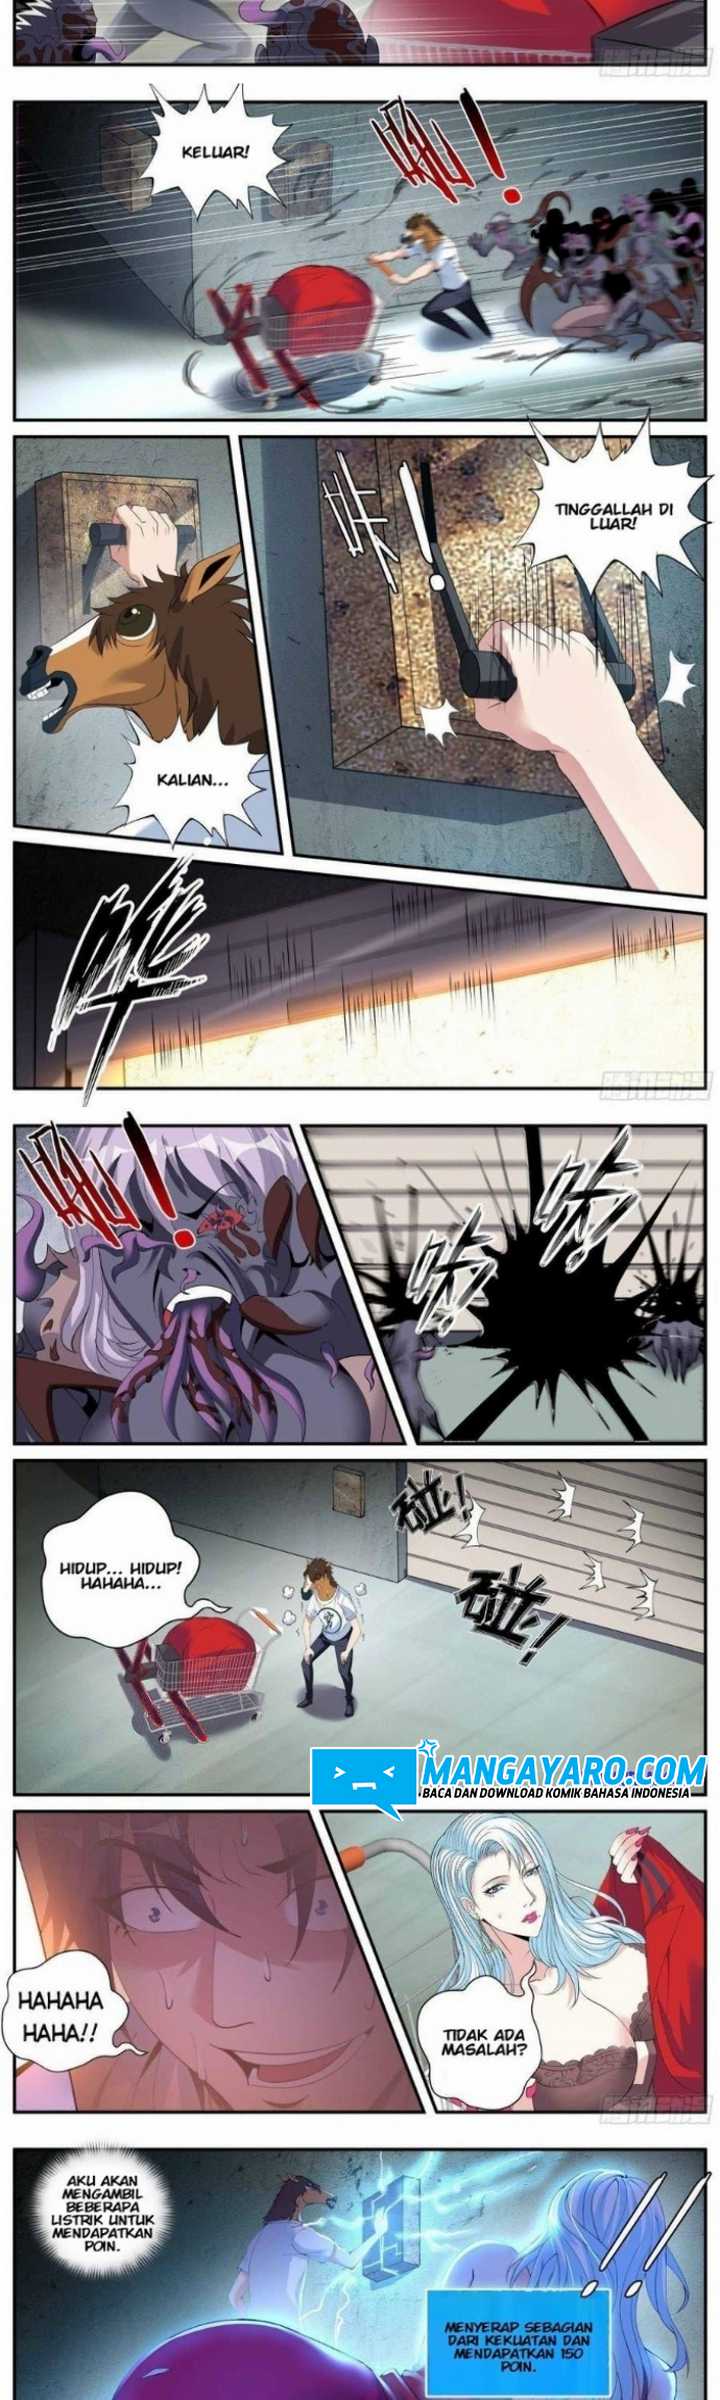 KELUAR!
TINGGALLAH DI
LUAR!
KALIAN...
HIDUP... HIDUP!
HAHAHA...
碰!
碰!
MANGAYARO.COM
BACA DAN DOWNLOAD KOMIK BAHASA INDONESIA
HAHAHA
HAHA!!
TIDAK ADA
MASALAH?
AKU AKAN
MENGAMBIL
BEBERAPA
LISTRIK UNTUK
MENDAPATKAN
POIN.
MENYERAP SEBAGIAN
DARI KEKUATAN DAN
MENDAPATKAN 150
POIN.